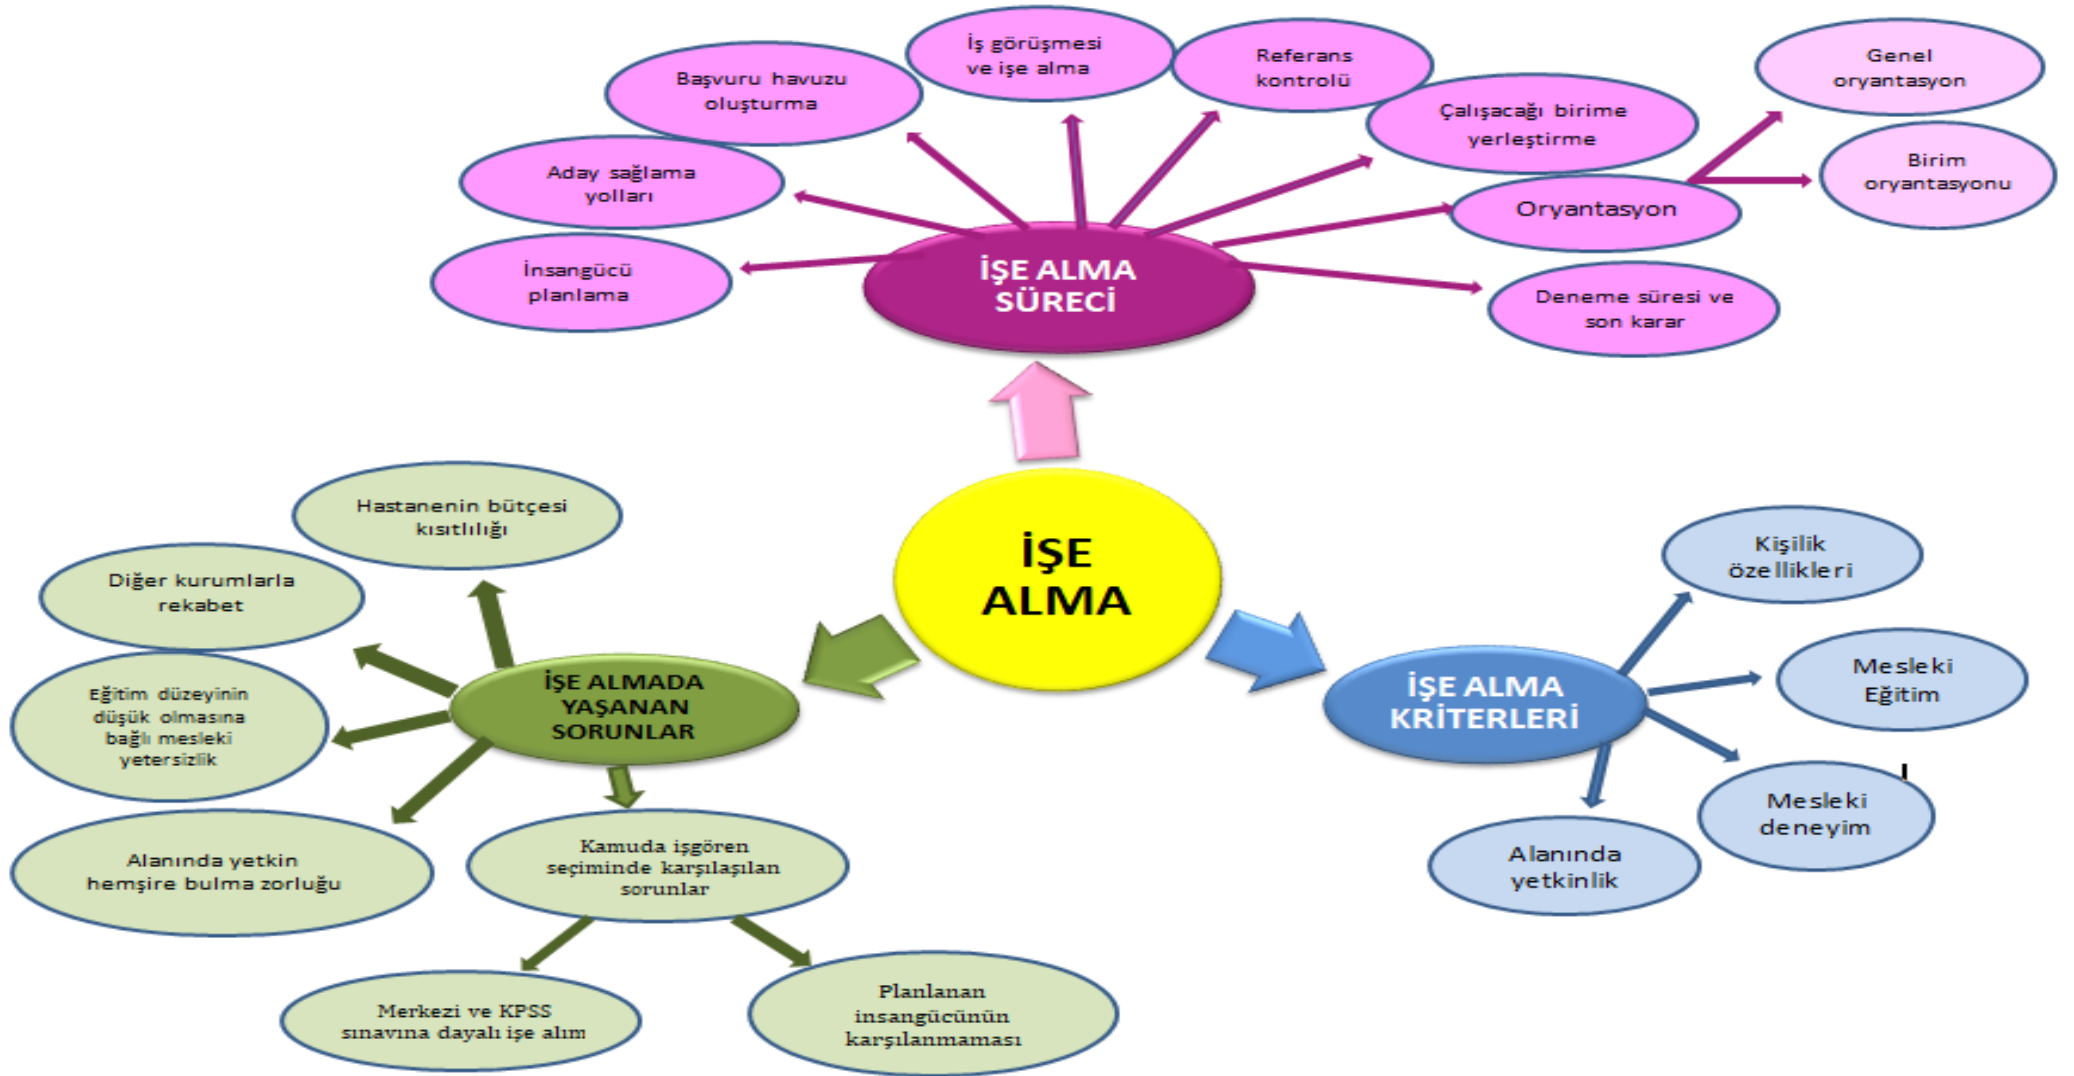 İş görüşmesi
ve işe alma
Referans
kontrolü
Genel
oryantasyon
Başvuru havuzu
oluşturma
Çalışacağı birime
yerleştirme
Birim
oryantasyonu
Aday sağlama
yolları
Oryantasyon
İnsangücü
planlama
İŞE ALMA
SÜRECİ
Deneme süresi ve
son karar
İŞE
ALMA
Hastanenin bütçesi
kısıtlılığı
Diğer kurumlarla
rekabet
Eğitim düzeyinin
düşük olmasına
bağlı mesleki
yetersizlik
Alanında yetkin
hemşire bulma zorluğu
İŞE ALMADA
YAŞANAN
SORUNLAR
Kamuda işgören
seçiminde karşılaşılan
sorunlar
Merkezi ve KPSS
sınavına dayalı işe alım
Planlanan
insangücünün
karşılanmaması
İŞE ALMA
KRİTERLERİ
Kişilik
özellikleri
Mesleki
Eğitim
Mesleki
deneyim
Alanında
yetkinlik